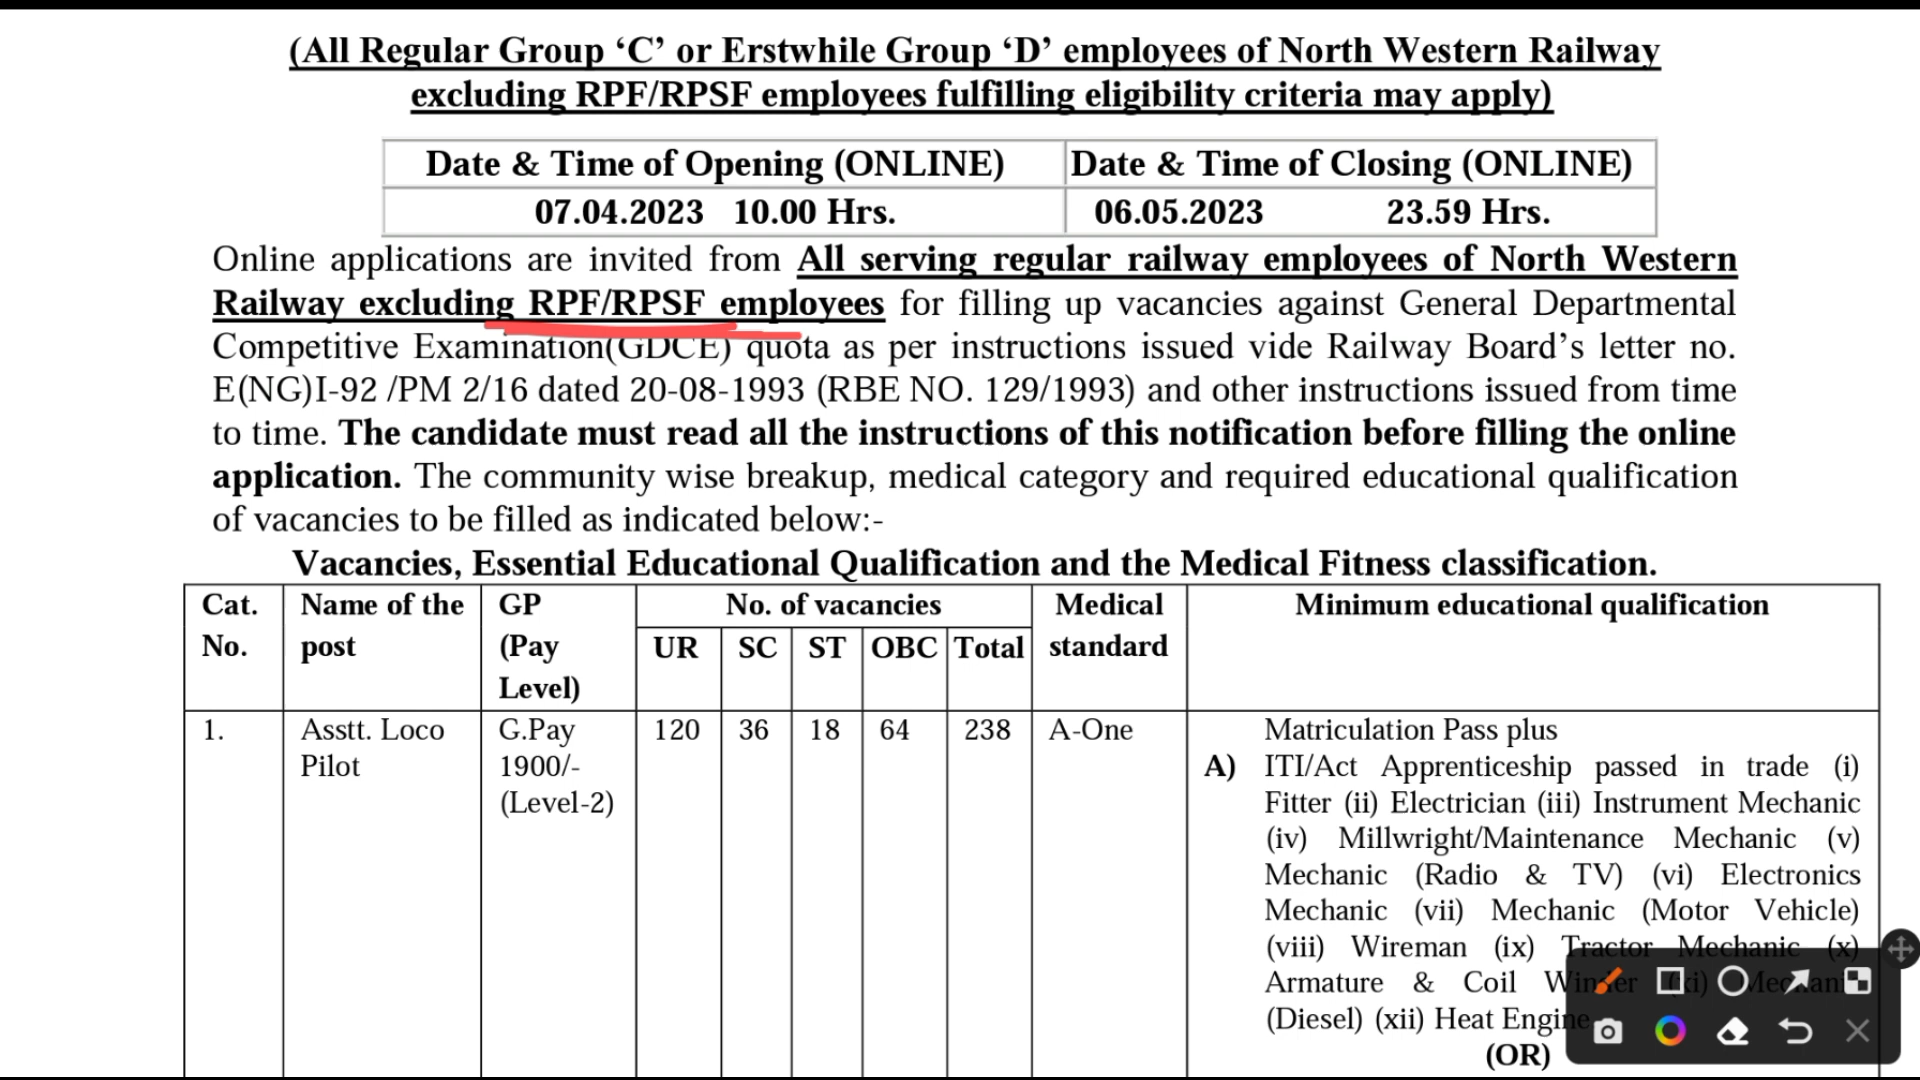 (All Regular Group ‘C’ or Erstwhile Group ‘D’ employees of North Western Railway
excluding RPF/RPSF employees fulfilling eligibility criteria may apply)
Date & Time of Opening (ONLINE) Date & Time of Closing (ONLINE)
07.04.2023 10.00 Hrs. 06.05.2023 23.59 Hrs.
Online applications are invited from All serving regular railway employees of North Western
Railway excluding RPF/RPSF employees for filling up vacancies against General Departmental
Competitive Examination(GDCE) quota as per instructions issued vide Railway Board’s letter no.
E(NG)I-92 /PM 2/16 dated 20-08-1993 (RBE NO. 129/1993) and other instructions issued from time
to time. The candidate must read all the instructions of this notification before filling the online
application. The community wise breakup, medical category and required educational qualification
of vacancies to be filled as indicated below:-
Vacancies, Essential Educational Qualification and the Medical Fitness classification.
Cat. Name of the GP No. of vacancies Medical Minimum educational qualification
No. post (Pay UR SC ST OBC Total standard
Level)
1. Asstt. Loco G.Pay 120 36 18 64 238 A-One Matriculation Pass plus
Pilot 1900/- A) ITI/Act Apprenticeship passed in trade (i)
(Level-2) Fitter (ii) Electrician (iii) Instrument Mechanic
(iv) Millwright/Maintenance Mechanic (v)
Mechanic (Radio & TV) (vi) Electronics
Mechanic (vii) Mechanic (Motor Vehicle)
(viii) Wireman (ix) Tractor Mechanic (x)
Armature & Coil Winder (xi)
(Diesel) (xii) Heat Engine
(OR)